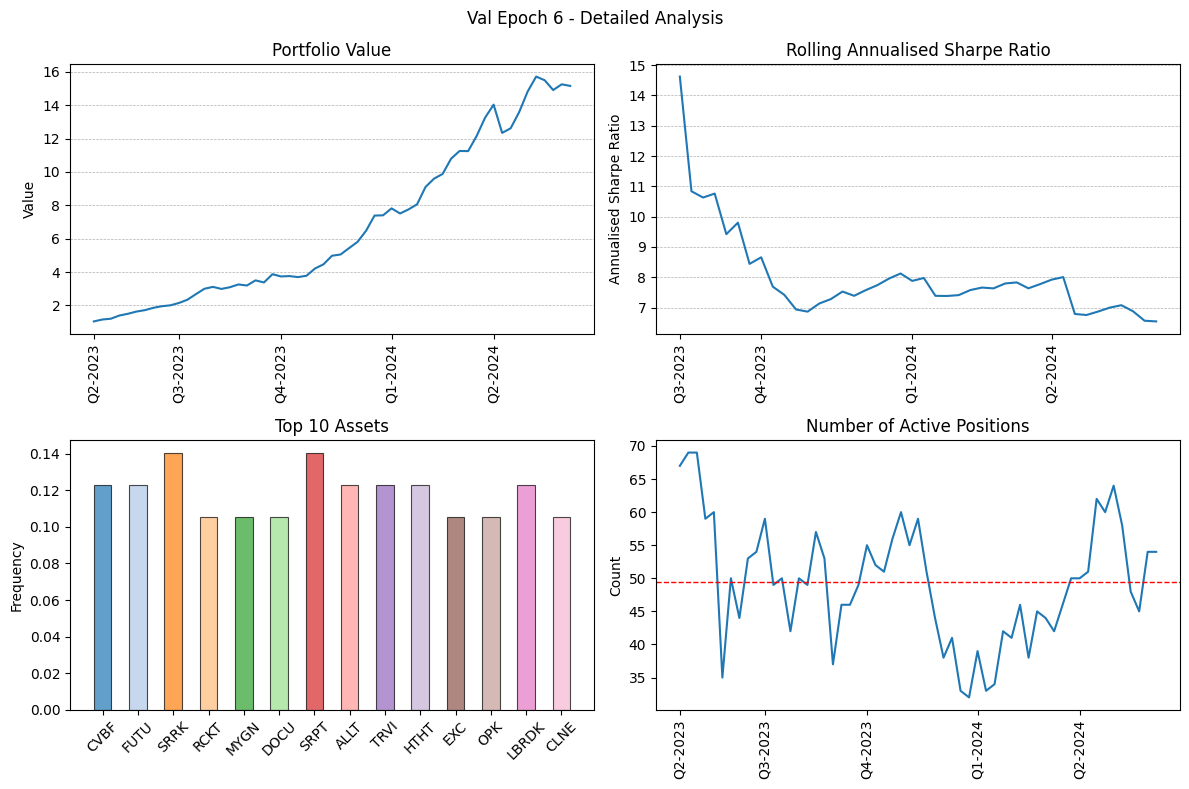 Val Epoch 6 - Detailed Analysis
Portfolio Value
Value
16
14
12
10
8
6
4
2
Q2-2023
Q3-2023
Q4-2023
Q1-2024
Q2-2024
Rolling Annualised Sharpe Ratio
Annualised Sharpe Ratio
15
14
13
12
11
10
9
8
7
Q3-2023
Q4-2023
Q1-2024
Q2-2024
Top 10 Assets
Frequency
0.14
0.12
0.10
0.08
0.06
0.04
0.02
0.00
CVBF
FUTU
SRRK
RCKT
MYGN
DOCU
SRPT
ALLT
TRVI
HTHT
EXC
OPK
LBRDK
CLNE
Number of Active Positions
Count
70
65
60
55
50
45
40
35
Q2-2023
Q3-2023
Q4-2023
Q1-2024
Q2-2024